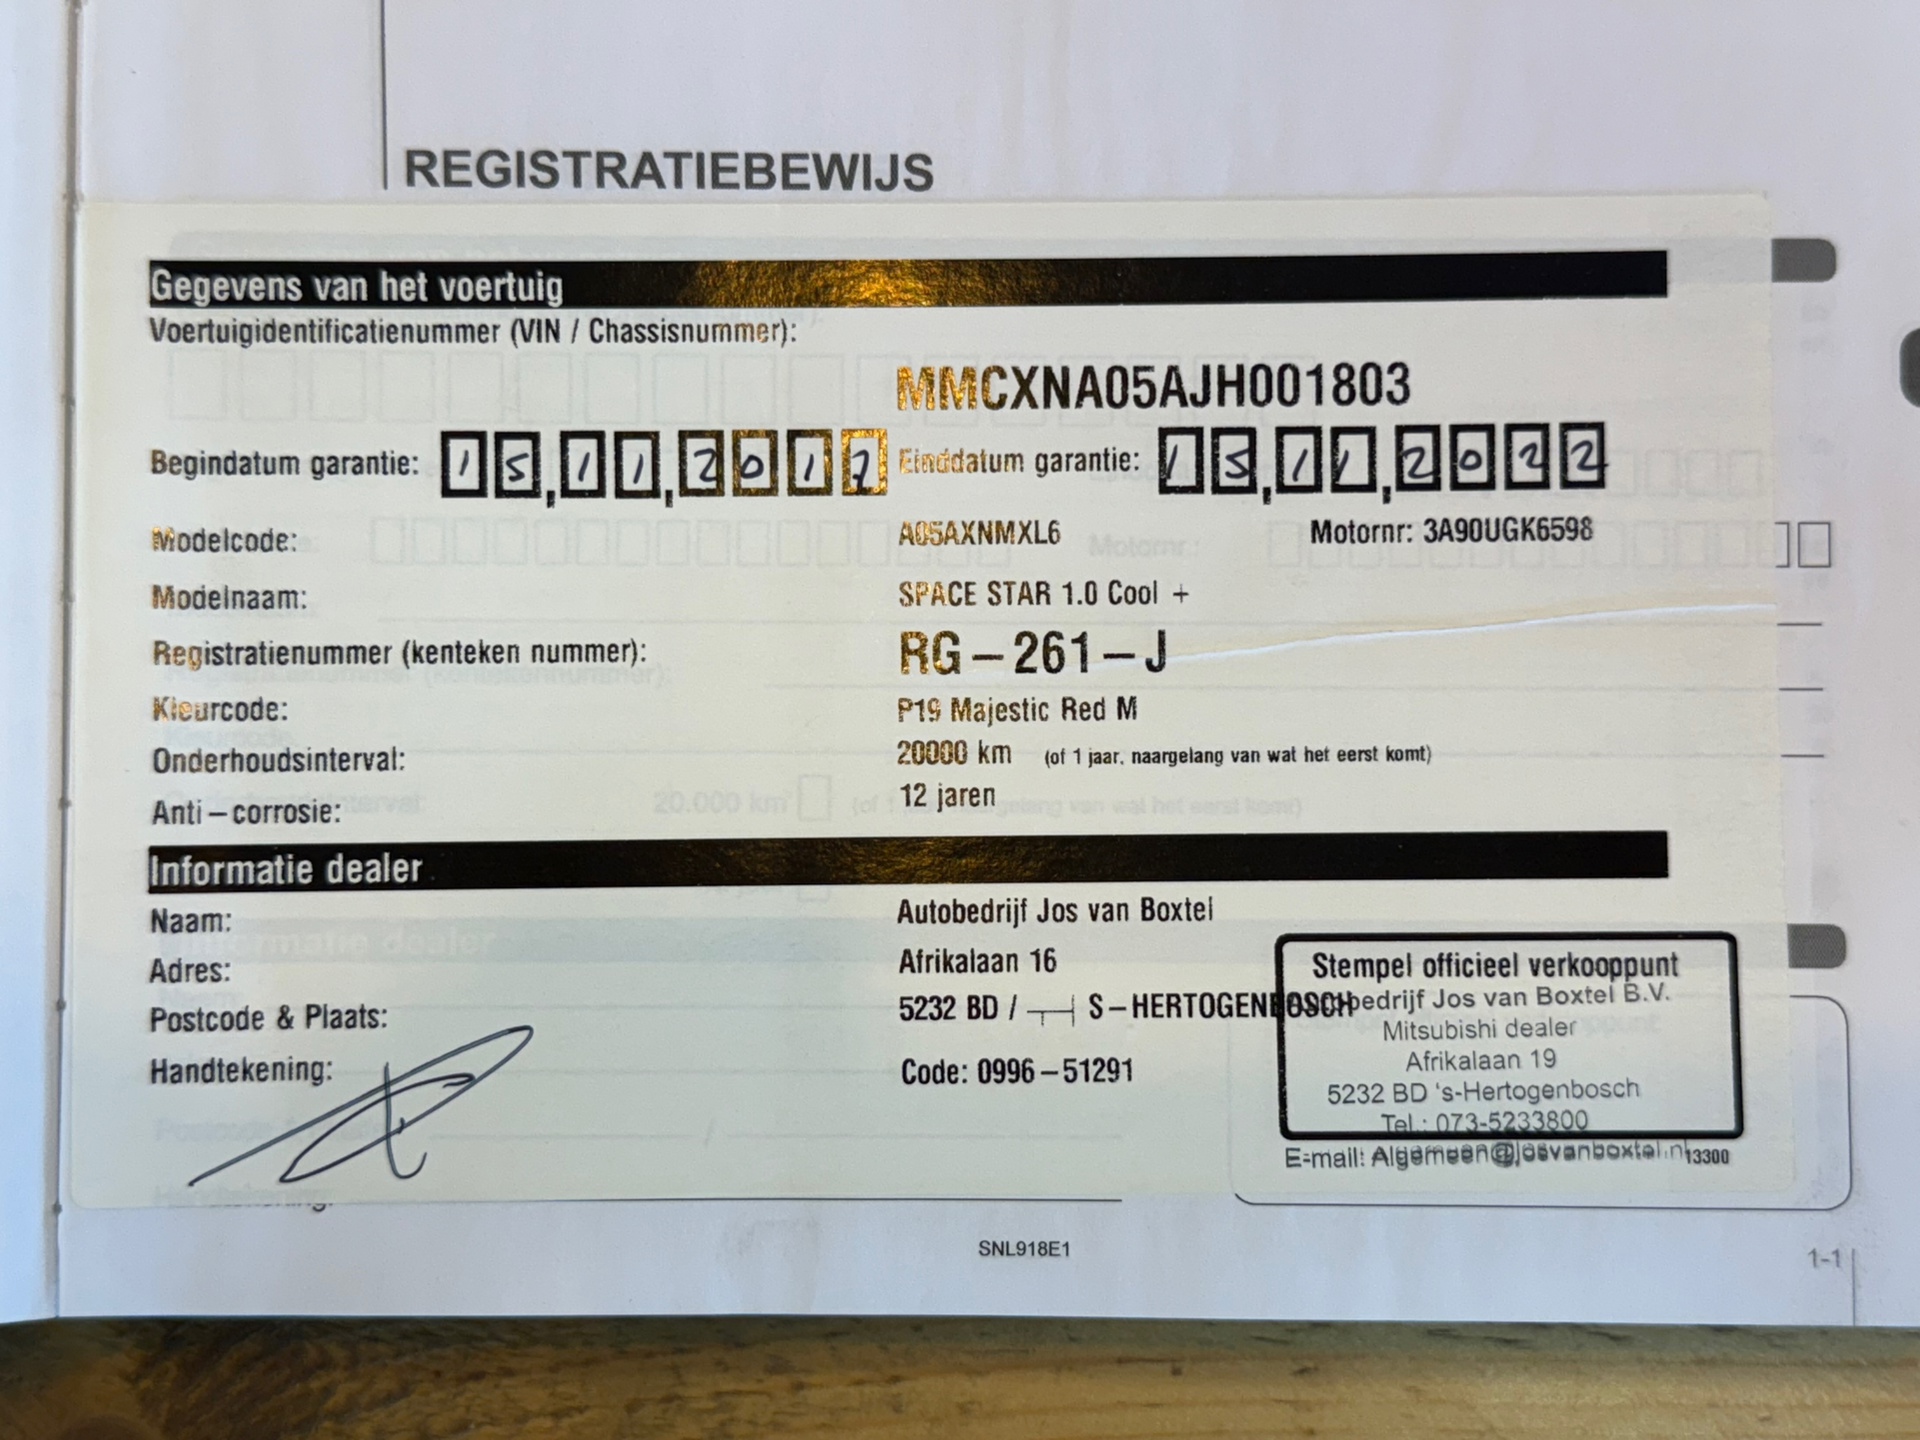 REGISTRATIEBEWIJS
Gegevens van het voertuig
Voertuigidentificatienummer (VIN / Chassisnummer):
MMCXNA05AJH001803
Begindatum garantie: 15,11,2017 Einddatum garantie: 15,11,2022
Modelcode: A05AXNMXL6 Motornr: 3A90UGK6598
Modelnaam: SPACE STAR 1.0 Cool +
Registratienummer (kenteken nummer): RG-261-J
Kleurcode: P19 Majestic Red M
Onderhoudsinterval: 20000 km (of 1 jaar, naargelang van wat het eerst komt)
Anti-corrosie: 12 jaren
Informatie dealer
Naam: Autobedrijf Jos van Boxtel
Adres: Afrikalaan 16
Postcode & Plaats: 5232 BD / S-HERTOGENBOSCH
Handtekening: Code: 0996-51291
Stempel officieel verkooppunt
Autobedrijf Jos van Boxtel B.V.
Mitsubishi dealer
Afrikalaan 19
5232 BD 's-Hertogenbosch
Tel.: 073-5233800
E-mail: Algemeen@josvanboxtel.nl
13300
SNL918E1
1-1